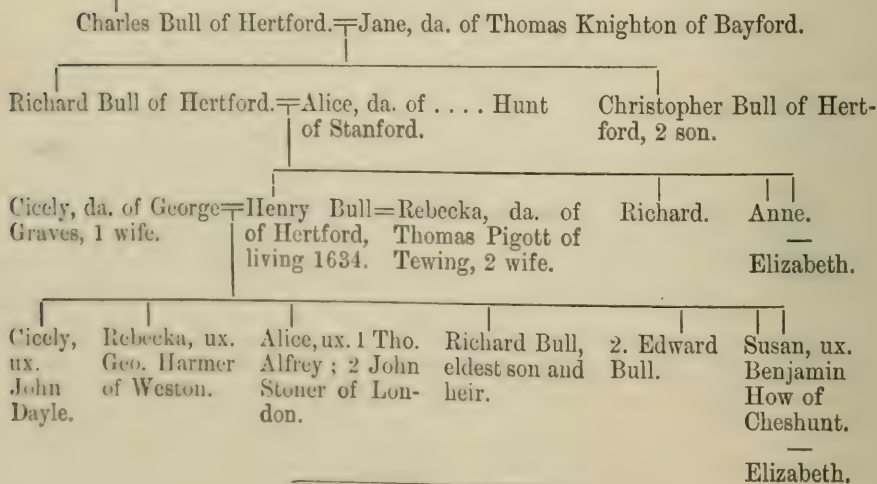 Charles Bull of Hertford.=Jane, da. of Thomas Knighton of Bayford.
Richard Bull of Hertford.=Alice, da. of .... Hunt
of Stanford.
Christopher Bull of Hert-
ford, 2 son.
Cicely, da. of George
Graves, 1 wife.
=Henry Bull=
of Hertford,
living 1634.
Rebecka, da. of
Thomas Pigott of
Tewing, 2 wife.
Richard.
Anne.
—
Elizabeth.
Cicely,
ux.
John
Dayle.
Rebecka, ux.
Geo. Harmer
of Weston.
Alice, ux. 1 Tho.
Alfrey ; 2 John
Stoner of Lon-
don.
Richard Bull,
eldest son and
heir.
2. Edward
Bull.
Susan, ux.
Benjamin
How of
Cheshunt.
—
Elizabeth.